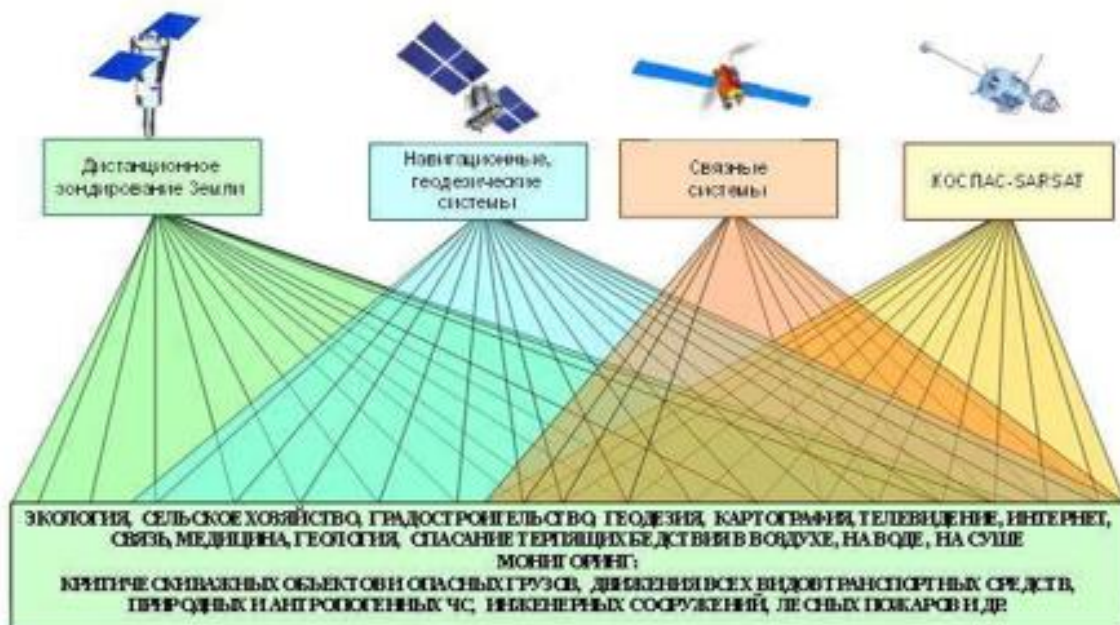 Дистанционное
зондирование Земли
Навигационные,
геодезические
системы
Связные
системы
КОСПАС-SARSAT
ЭКОЛОГИЯ, СЕЛЬСКОЕ ХОЗЯЙСТВО, ГРАДОСТРОИТЕЛЬСТВО, ГЕОДЕЗИЯ, КАРТОГРАФИЯ, ТЕЛЕВИДЕНИЕ, ИНТЕРНЕТ,
СВЯЗЬ, МЕДИЦИНА, ГЕОЛОГИЯ, СПАСАНИЕ ТЕРПЯЩИХ БЕДСТВИЯ В ВОЗДУХЕ, НА ВОДЕ, НА СУШЕ
МОНИТОРИНГ:
КРИТИЧЕСКИ ВАЖНЫХ ОБЪЕКТОВ И ОПАСНЫХ ГРУЗОВ, ДВИЖЕНИЯ ВСЕХ ВИДОВ ТРАНСПОРТНЫХ СРЕДСТВ,
ПРИРОДНЫХ И АНТРОПОГЕННЫХ ЧС, ИНЖЕНЕРНЫХ СООРУЖЕНИЙ, ЛЕСНЫХ ПОЖАРОВ И ДР.